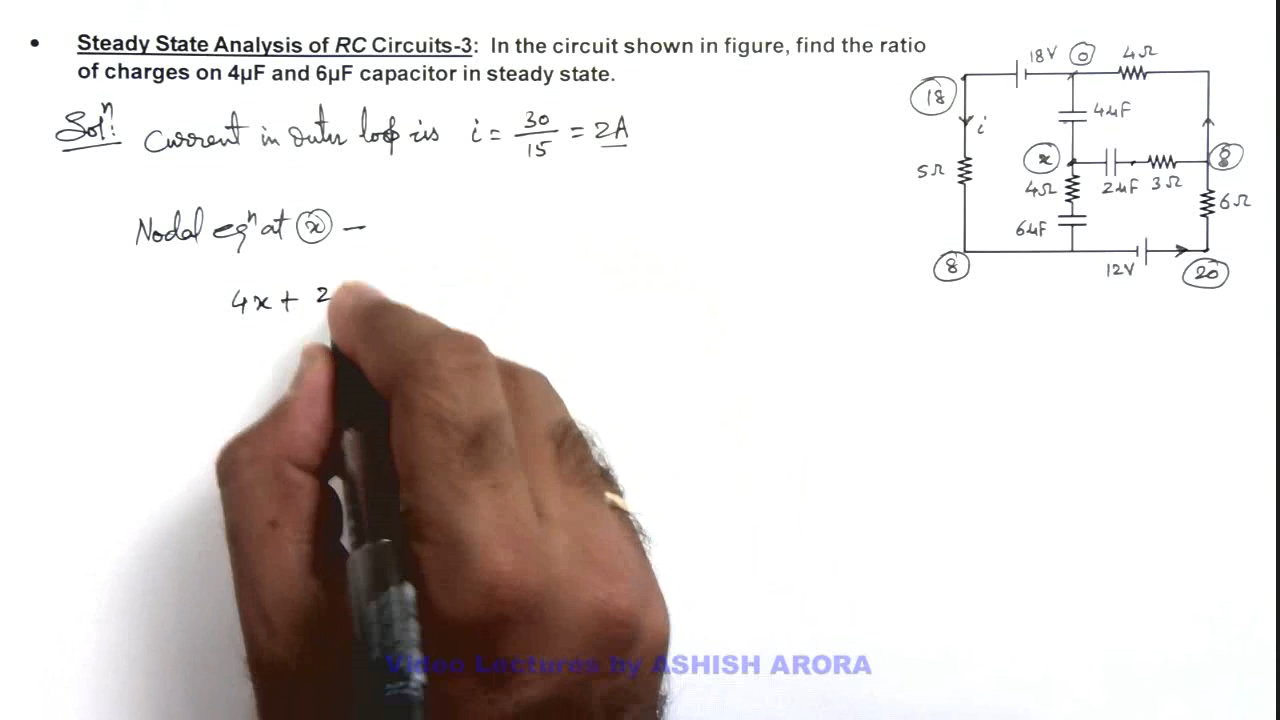 • Steady State Analysis of RC Circuits-3: In the circuit shown in figure, find the ratio
of charges on 4µF and 6µF capacitor in steady state.
Solⁿ: Current in outer loop is i = 30/15 = 2A
Nodal eqⁿ at x –
4x + 2
18V 0 4Ω
18
i
4µF
5Ω
x
8
4Ω
2µF 3Ω
6Ω
6µF
8
12V
20
Video Lectures by ASHISH ARORA